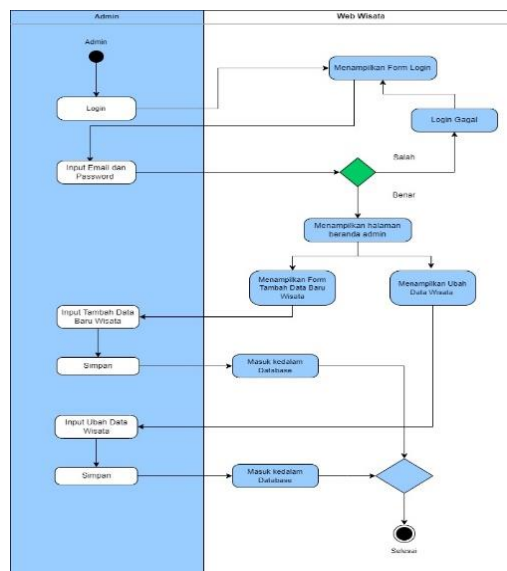 Admin
Web Wisata
Admin
Menampilkan Form Login
Login
Login Gagal
Salah
Input Email dan
Password
Benar
Menampilkan halaman
beranda admin
Menampilkan Form
Tambah Data Baru
Wisata
Menampilkan Ubah
Data Wisata
Input Tambah Data
Baru Wisata
Simpan
Masuk kedalam
Database
Input Ubah Data
Wisata
Simpan
Masuk kedalam
Database
Selesai